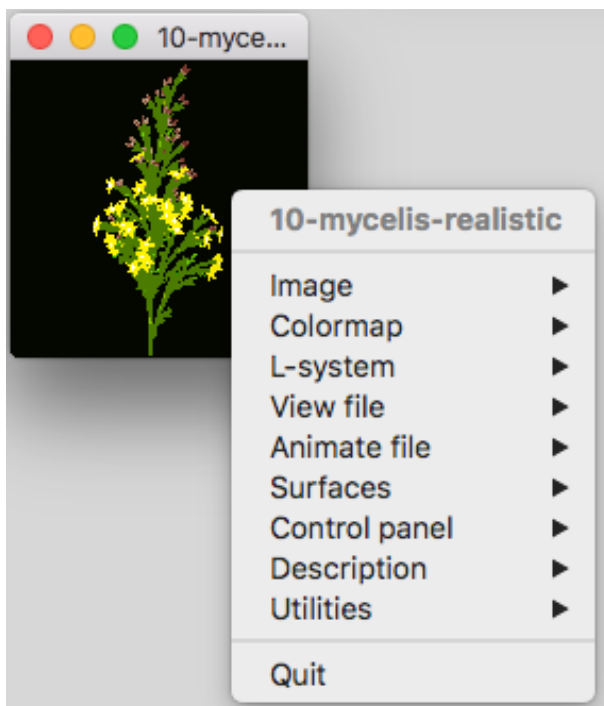 10-myce...
10-mycelis-realistic
Image
Colormap
L-system
View file
Animate file
Surfaces
Control panel
Description
Utilities
Quit